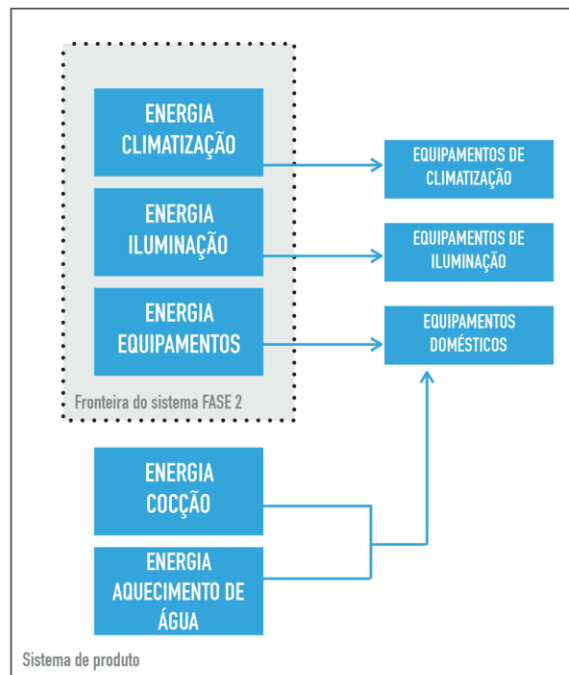 ENERGIA
CLIMATIZAÇÃO
EQUIPAMENTOS DE
CLIMATIZAÇÃO
ENERGIA
ILUMINAÇÃO
EQUIPAMENTOS DE
ILUMINAÇÃO
ENERGIA
EQUIPAMENTOS
EQUIPAMENTOS
DOMÉSTICOS
Fronteira do sistema FASE 2
ENERGIA
COCÇÃO
ENERGIA
AQUECIMENTO DE
ÁGUA
Sistema de produto